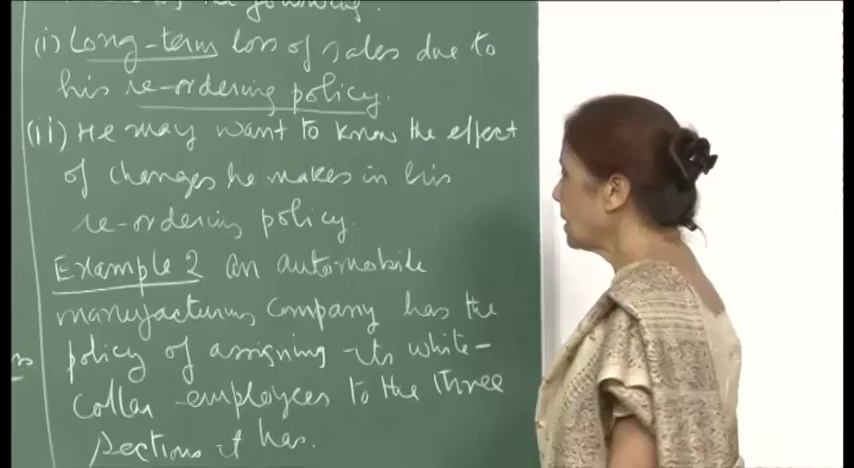 the following.
(i) Long-term loss of sales due to
his re-ordering policy.
(ii) He may want to know the effect
of changes he makes in his
re-ordering policy.
Example 2 an automobile
manufacturing company has the
policy of assigning its white-
collar employees to the three
sections it has.